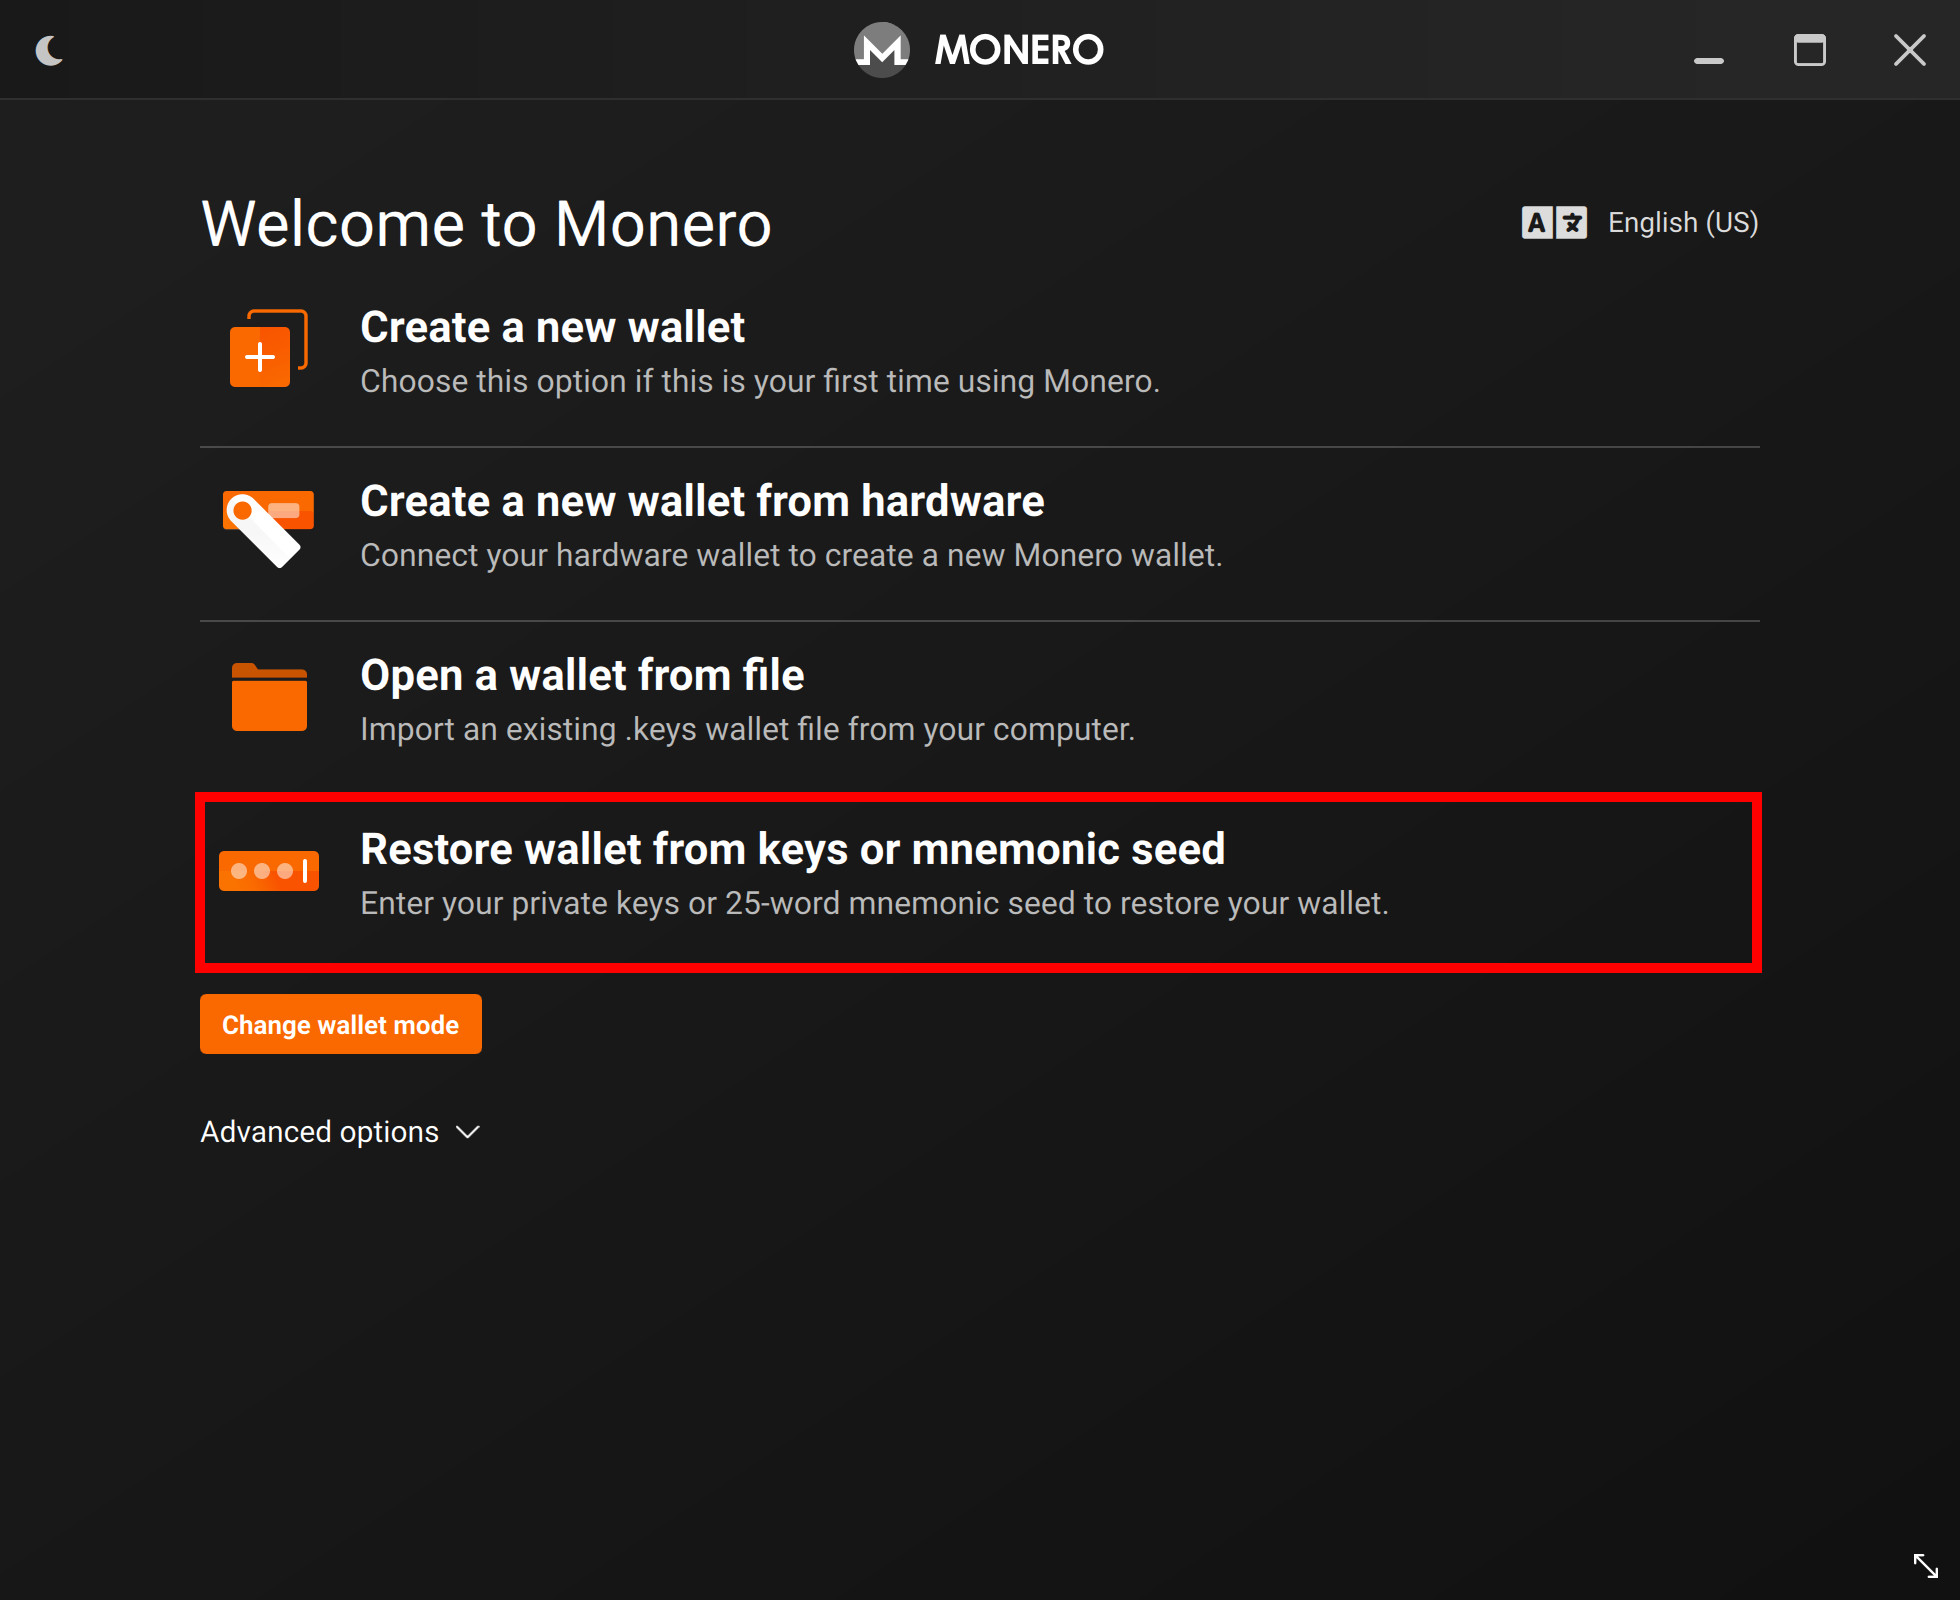 MONERO
Welcome to Monero
A文 English (US)
Create a new wallet
Choose this option if this is your first time using Monero.
Create a new wallet from hardware
Connect your hardware wallet to create a new Monero wallet.
Open a wallet from file
Import an existing .keys wallet file from your computer.
Restore wallet from keys or mnemonic seed
Enter your private keys or 25-word mnemonic seed to restore your wallet.
Change wallet mode
Advanced options